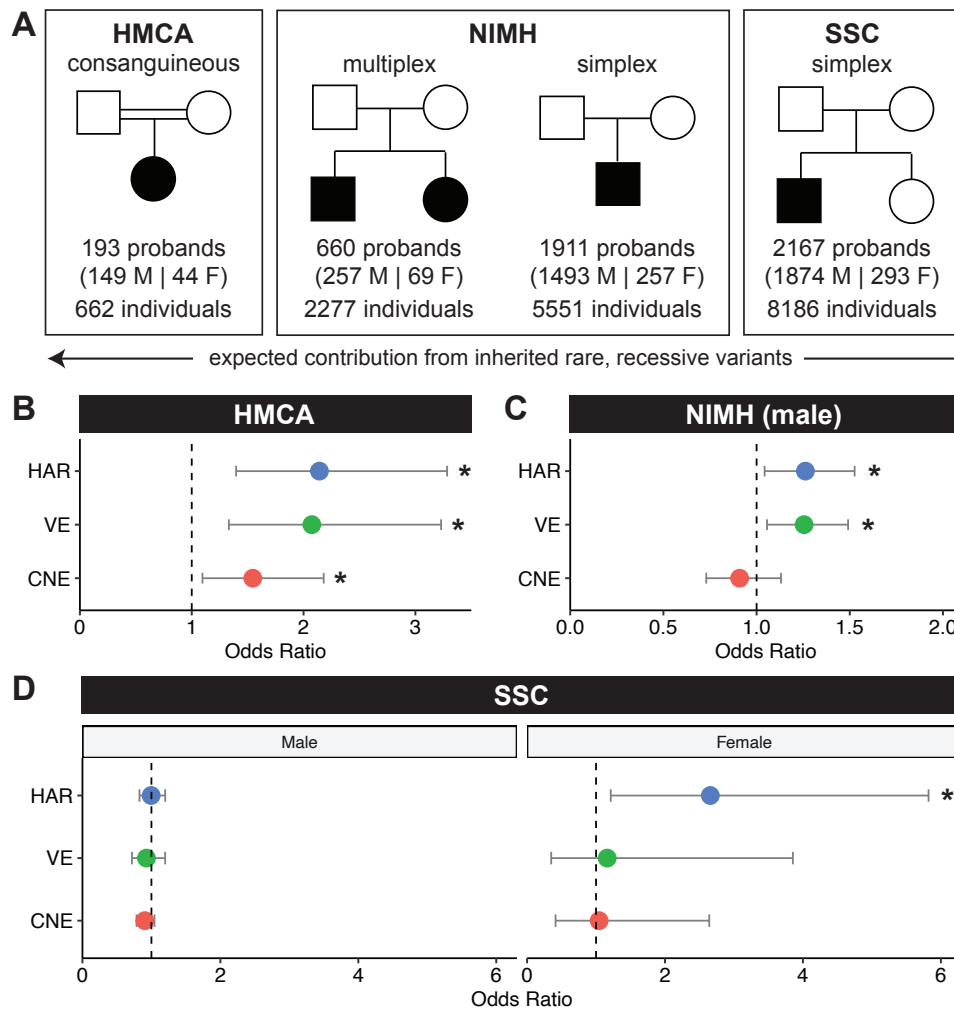 A
HMCA
consanguineous
193 probands
(149 M | 44 F)
662 individuals
NIMH
multiplex
660 probands
(257 M | 69 F)
2277 individuals
simplex
1911 probands
(1493 M | 257 F)
5551 individuals
SSC
simplex
2167 probands
(1874 M | 293 F)
8186 individuals
expected contribution from inherited rare, recessive variants
B
HMCA
HAR
*
VE
*
CNE
*
0 1 2 3
Odds Ratio
C
NIMH (male)
HAR
*
VE
*
CNE
0.0 0.5 1.0 1.5 2.0
Odds Ratio
D
SSC
Male Female
HAR
*
VE
CNE
0 2 4 6 0 2 4 6
Odds Ratio